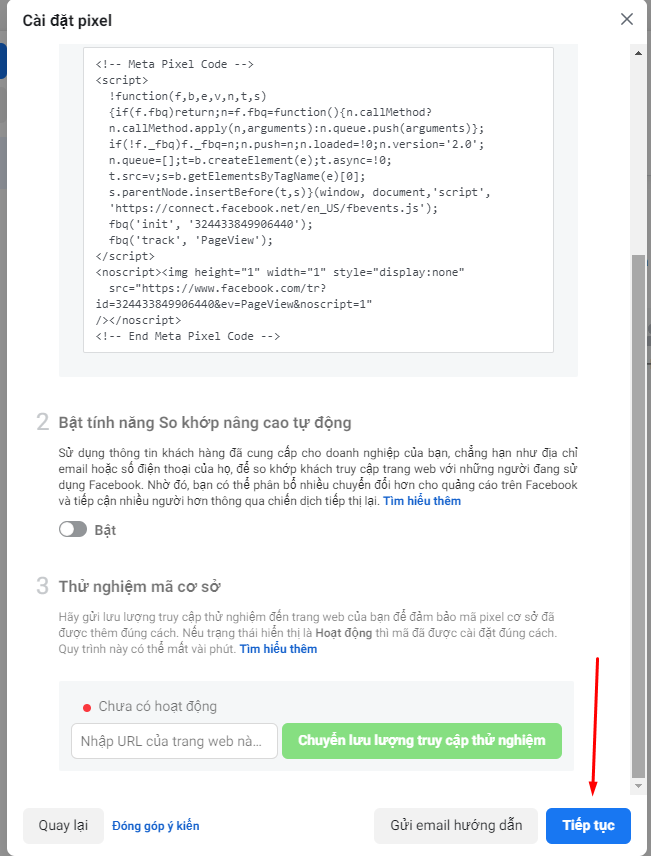 Cài đặt pixel
<!-- Meta Pixel Code -->
<script>
!function(f,b,e,v,n,t,s)
{if(f.fbq)return;n=f.fbq=function(){n.callMethod?
n.callMethod.apply(n,arguments):n.queue.push(arguments)};
if(!f._fbq)f._fbq=n;n.push=n;n.loaded=!0;n.version='2.0';
n.queue=[];t=b.createElement(e);t.async=!0;
t.src=v;s=b.getElementsByTagName(e)[0];
s.parentNode.insertBefore(t,s)}(window, document,'script',
'https://connect.facebook.net/en_US/fbevents.js');
fbq('init', '324433849906440');
fbq('track', 'PageView');
</script>
<noscript><img height="1" width="1" style="display:none"
src="https://www.facebook.com/tr?
id=324433849906440&ev=PageView&noscript=1"
/></noscript>
<!-- End Meta Pixel Code -->
2 Bật tính năng So khớp nâng cao tự động
Sử dụng thông tin khách hàng đã cung cấp cho doanh nghiệp của bạn, chẳng hạn như địa chỉ
email hoặc số điện thoại của họ, để so khớp khách truy cập trang web với những người đang sử
dụng Facebook. Nhờ đó, bạn có thể phân bổ nhiều chuyển đổi hơn cho quảng cáo trên Facebook
và tiếp cận nhiều người hơn thông qua chiến dịch tiếp thị lại. Tìm hiểu thêm
Bật
3 Thử nghiệm mã cơ sở
Hãy gửi lưu lượng truy cập thử nghiệm đến trang web của bạn để đảm bảo mã pixel cơ sở đã
được thêm đúng cách. Nếu trạng thái hiển thị là Hoạt động thì mã đã được cài đặt đúng cách.
Quy trình này có thể mất vài phút. Tìm hiểu thêm
Chưa có hoạt động
Nhập URL của trang web nà... Chuyển lưu lượng truy cập thử nghiệm
Quay lại Đóng góp ý kiến Gửi email hướng dẫn Tiếp tục